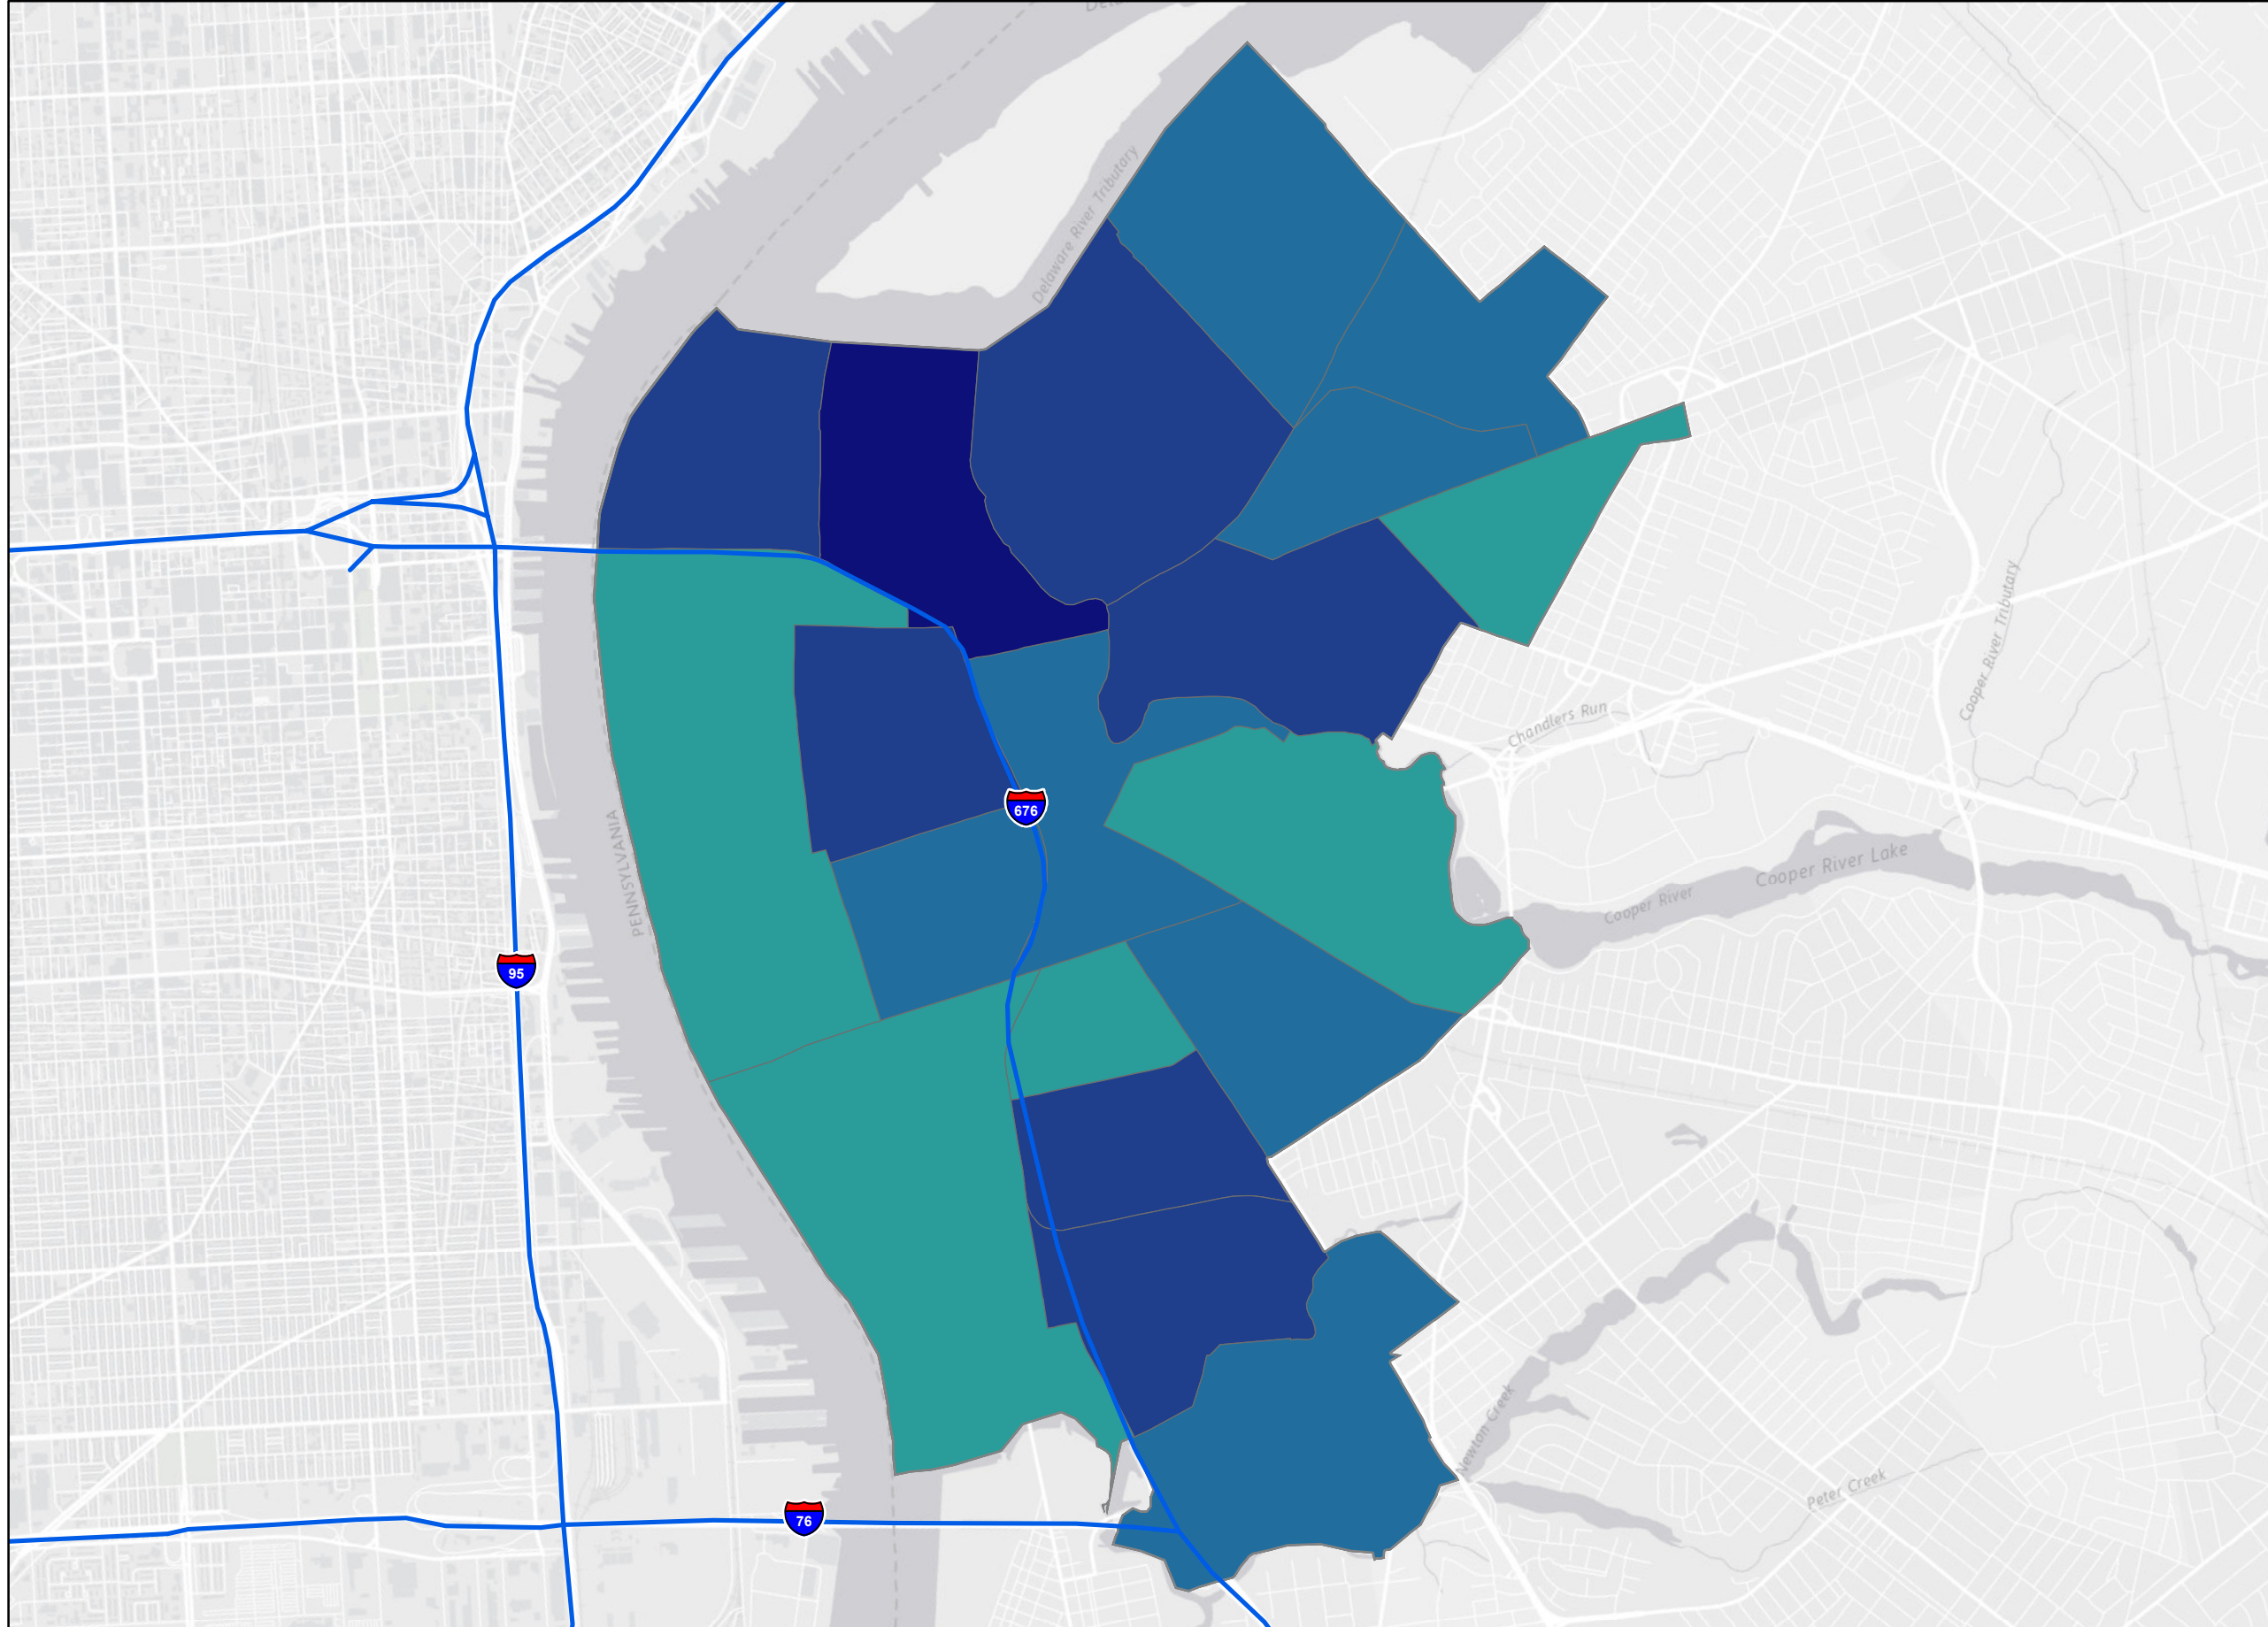 Delaware River Tributary
676
PENNSYLVANIA
95
76
Chandlers Run
Cooper River Tributary
Cooper River Lake
Cooper River
Newton Creek
Peter Creek